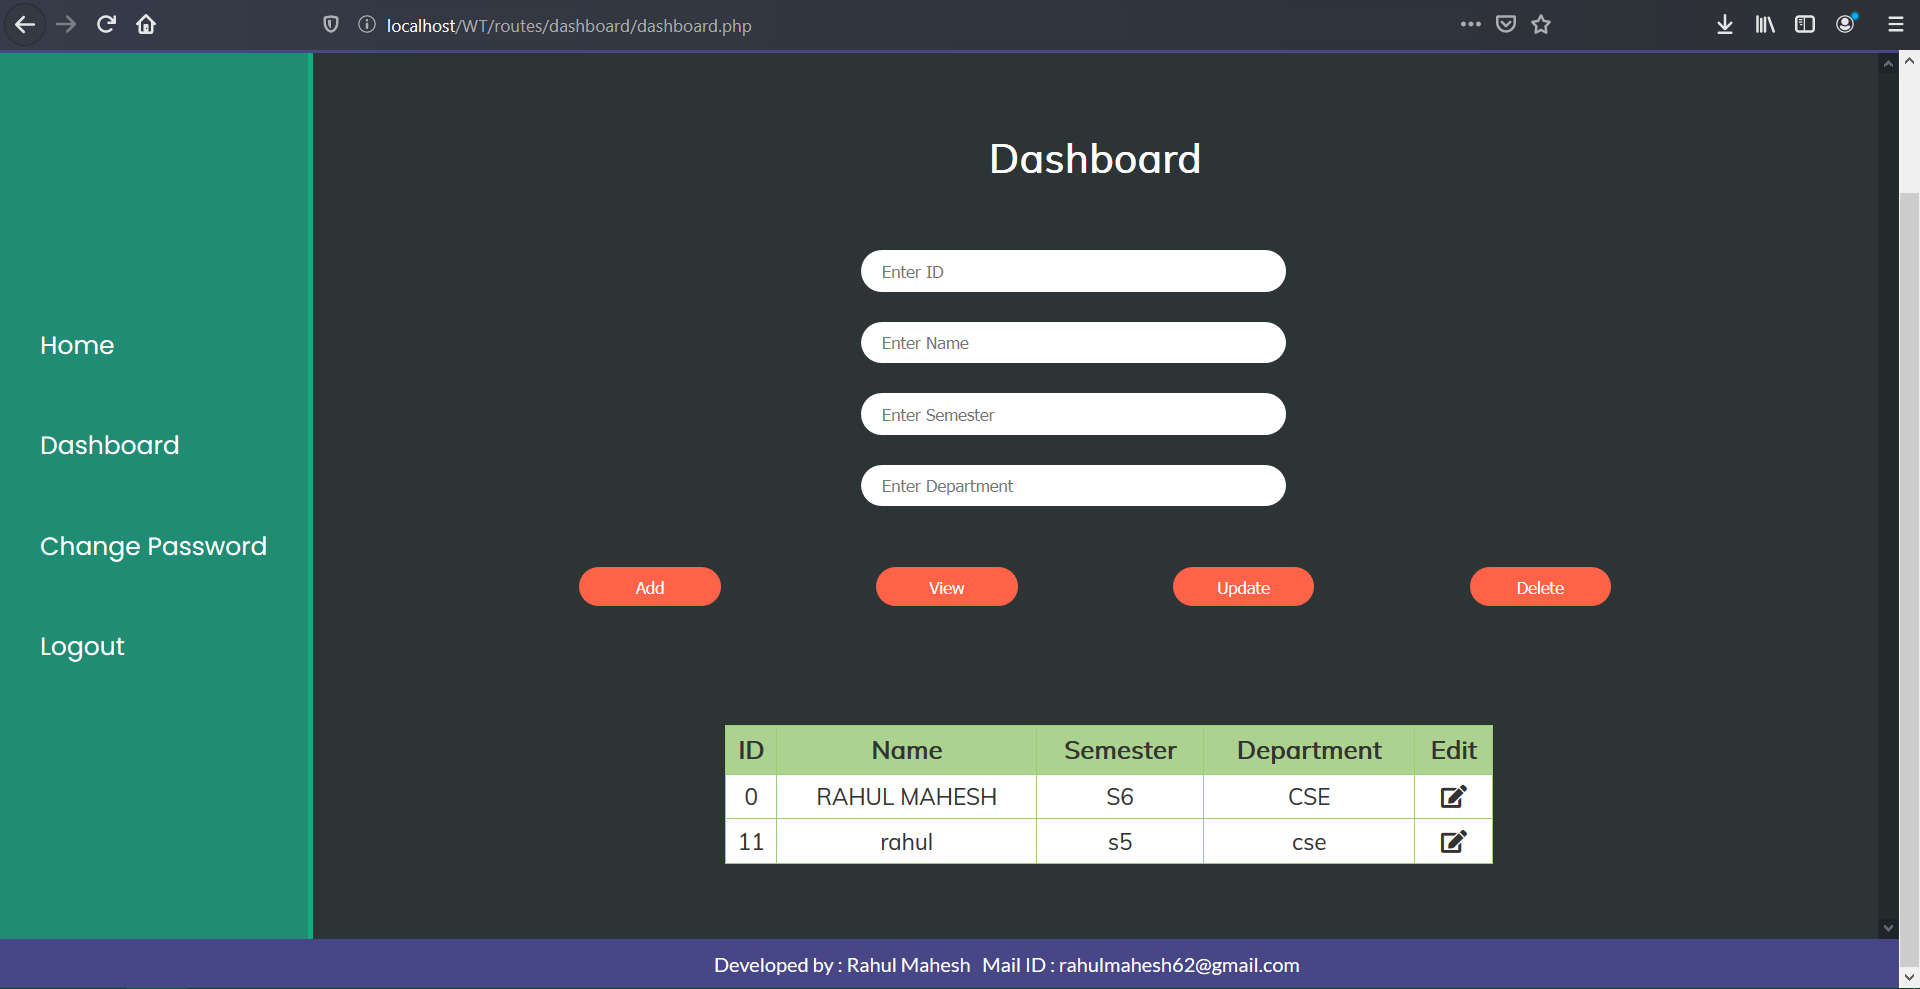 localhost/WT/routes/dashboard/dashboard.php
Home
Dashboard
Change Password
Logout
Dashboard
Enter ID
Enter Name
Enter Semester
Enter Department
Add View Update Delete
ID Name Semester Department Edit
0 RAHUL MAHESH S6 CSE
11 rahul s5 cse
Developed by : Rahul Mahesh Mail ID : rahulmahesh62@gmail.com